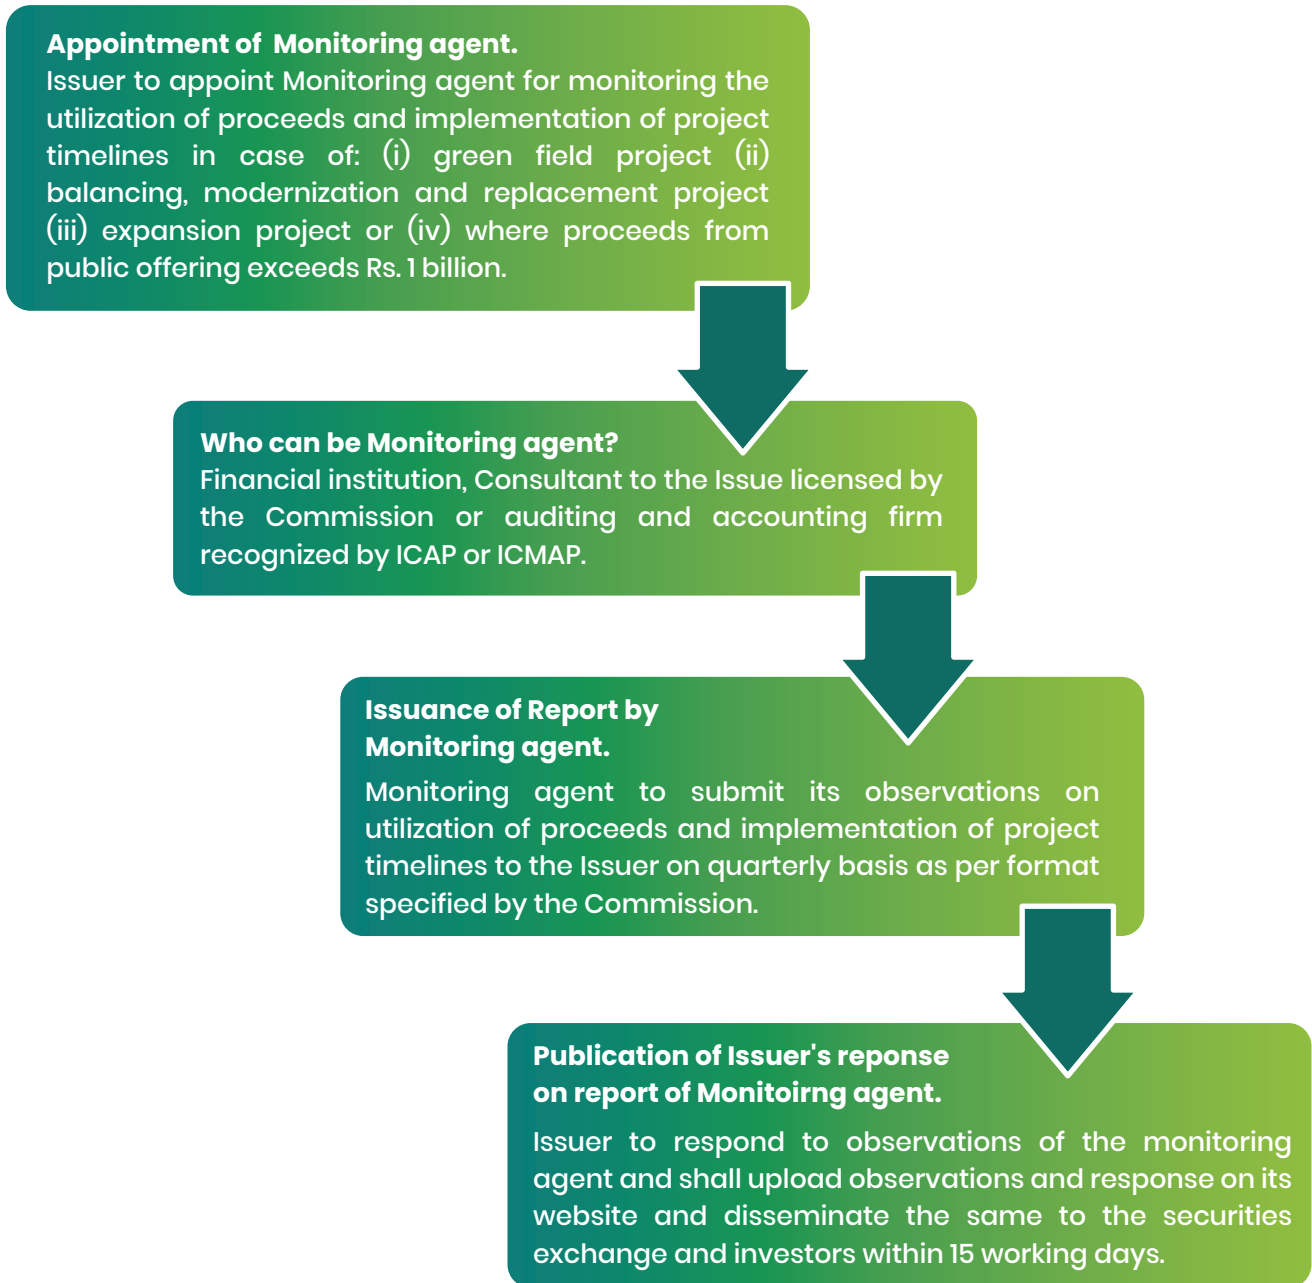 Appointment of Monitoring agent.
Issuer to appoint Monitoring agent for monitoring the
utilization of proceeds and implementation of project
timelines in case of: (i) green field project (ii)
balancing, modernization and replacement project
(iii) expansion project or (iv) where proceeds from
public offering exceeds Rs. 1 billion.
Who can be Monitoring agent?
Financial institution, Consultant to the Issue licensed by
the Commission or auditing and accounting firm
recognized by ICAP or ICMAP.
Issuance of Report by
Monitoring agent.
Monitoring agent to submit its observations on
utilization of proceeds and implementation of project
timelines to the Issuer on quarterly basis as per format
specified by the Commission.
Publication of Issuer's reponse
on report of Monitoirng agent.
Issuer to respond to observations of the monitoring
agent and shall upload observations and response on its
website and disseminate the same to the securities
exchange and investors within 15 working days.